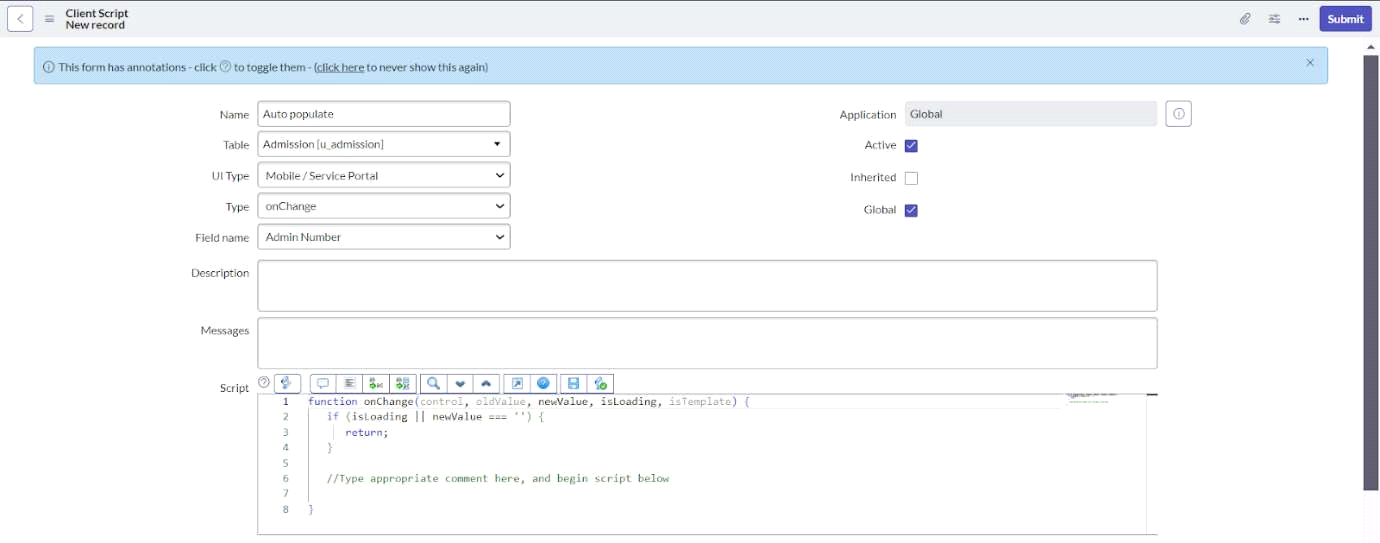 Client Script
New record
Submit
This form has annotations - click ? to toggle them - (click here to never show this again)
Name Auto populate
Application Global
Table Admission [u_admission]
Active
UI Type Mobile / Service Portal
Inherited
Type onChange
Global
Field name Admin Number
Description
Messages
Script
1 function onChange(control, oldValue, newValue, isLoading, isTemplate) {
2 if (isLoading || newValue === '') {
3 return;
4 }
5
6 //Type appropriate comment here, and begin script below
7
8 }